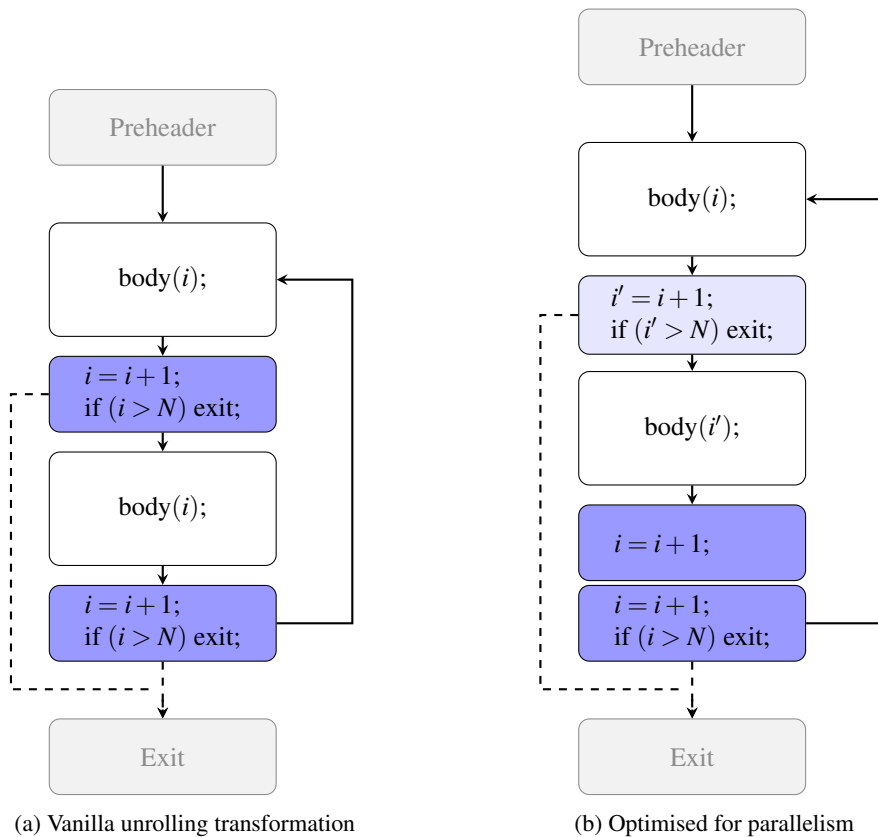 Preheader
body(i);
i = i + 1;
if (i > N) exit;
body(i);
i = i + 1;
if (i > N) exit;
Exit
(a) Vanilla unrolling transformation
Preheader
body(i);
i′ = i + 1;
if (i′ > N) exit;
body(i′);
i = i + 1;
i = i + 1;
if (i > N) exit;
Exit
(b) Optimised for parallelism